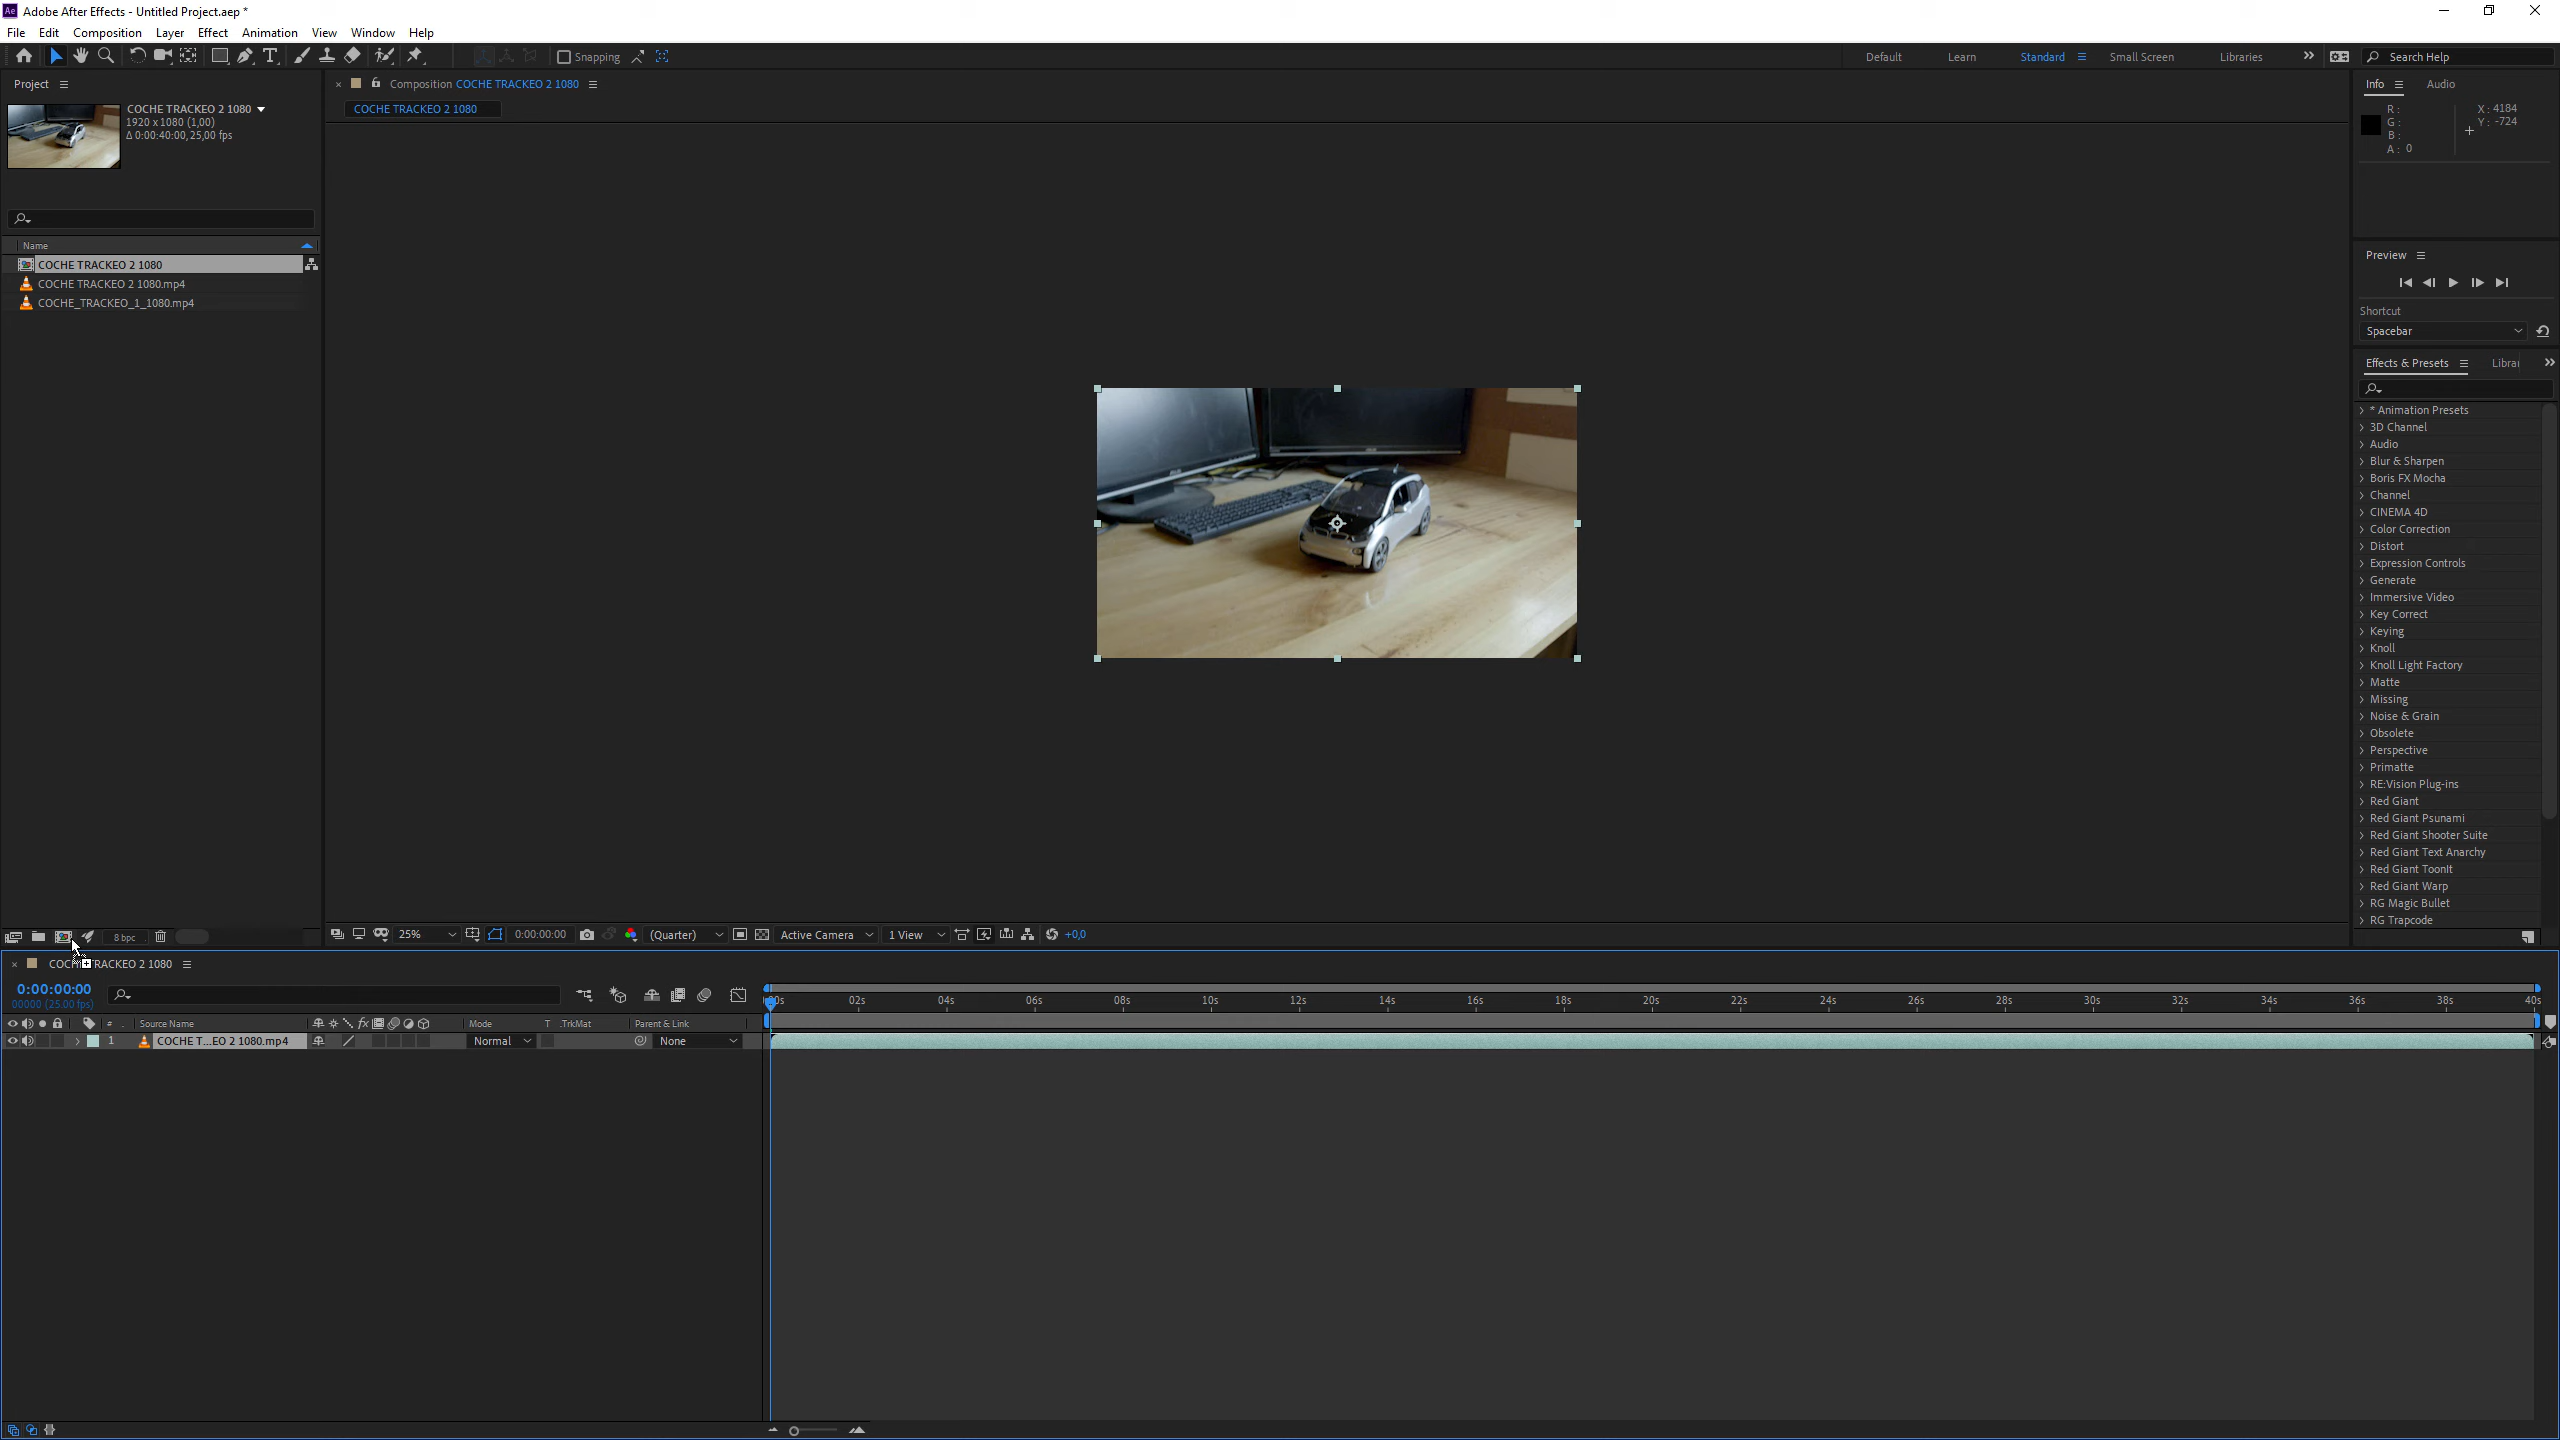 Adobe After Effects - Untitled Project.aep *
File Edit Composition Layer Effect Animation View Window Help
Snapping
Default Learn Standard Small Screen Libraries Search Help
Project
COCHE TRACKEO 2 1080
1920 x 1080 (1,00)
Δ 0:00:40:00, 25,00 fps
Name
COCHE TRACKEO 2 1080
COCHE TRACKEO 2 1080.mp4
COCHE_TRACKEO_1_1080.mp4
8 bpc
Composition COCHE TRACKEO 2 1080
COCHE TRACKEO 2 1080
25% 0:00:00:00 (Quarter) Active Camera 1 View +0,0
Info Audio
R :
G :
B :
A : 0
X : 4184
Y : -724
Preview
Shortcut
Spacebar
Effects & Presets Librai
* Animation Presets
3D Channel
Audio
Blur & Sharpen
Boris FX Mocha
Channel
CINEMA 4D
Color Correction
Distort
Expression Controls
Generate
Immersive Video
Key Correct
Keying
Knoll
Knoll Light Factory
Matte
Missing
Noise & Grain
Obsolete
Perspective
Primatte
RE:Vision Plug-ins
Red Giant
Red Giant Psunami
Red Giant Shooter Suite
Red Giant Text Anarchy
Red Giant ToonIt
Red Giant Warp
RG Magic Bullet
RG Trapcode
TRACKEO 2 1080
0:00:00:00
00000 (25.00 fps)
02s 04s 06s 08s 10s 12s 14s 16s 18s 20s 22s 24s 26s 28s 30s 32s 34s 36s 38s 40s
# Source Name fx Mode T .TrkMat Parent & Link
1 COCHE T...EO 2 1080.mp4 Normal None